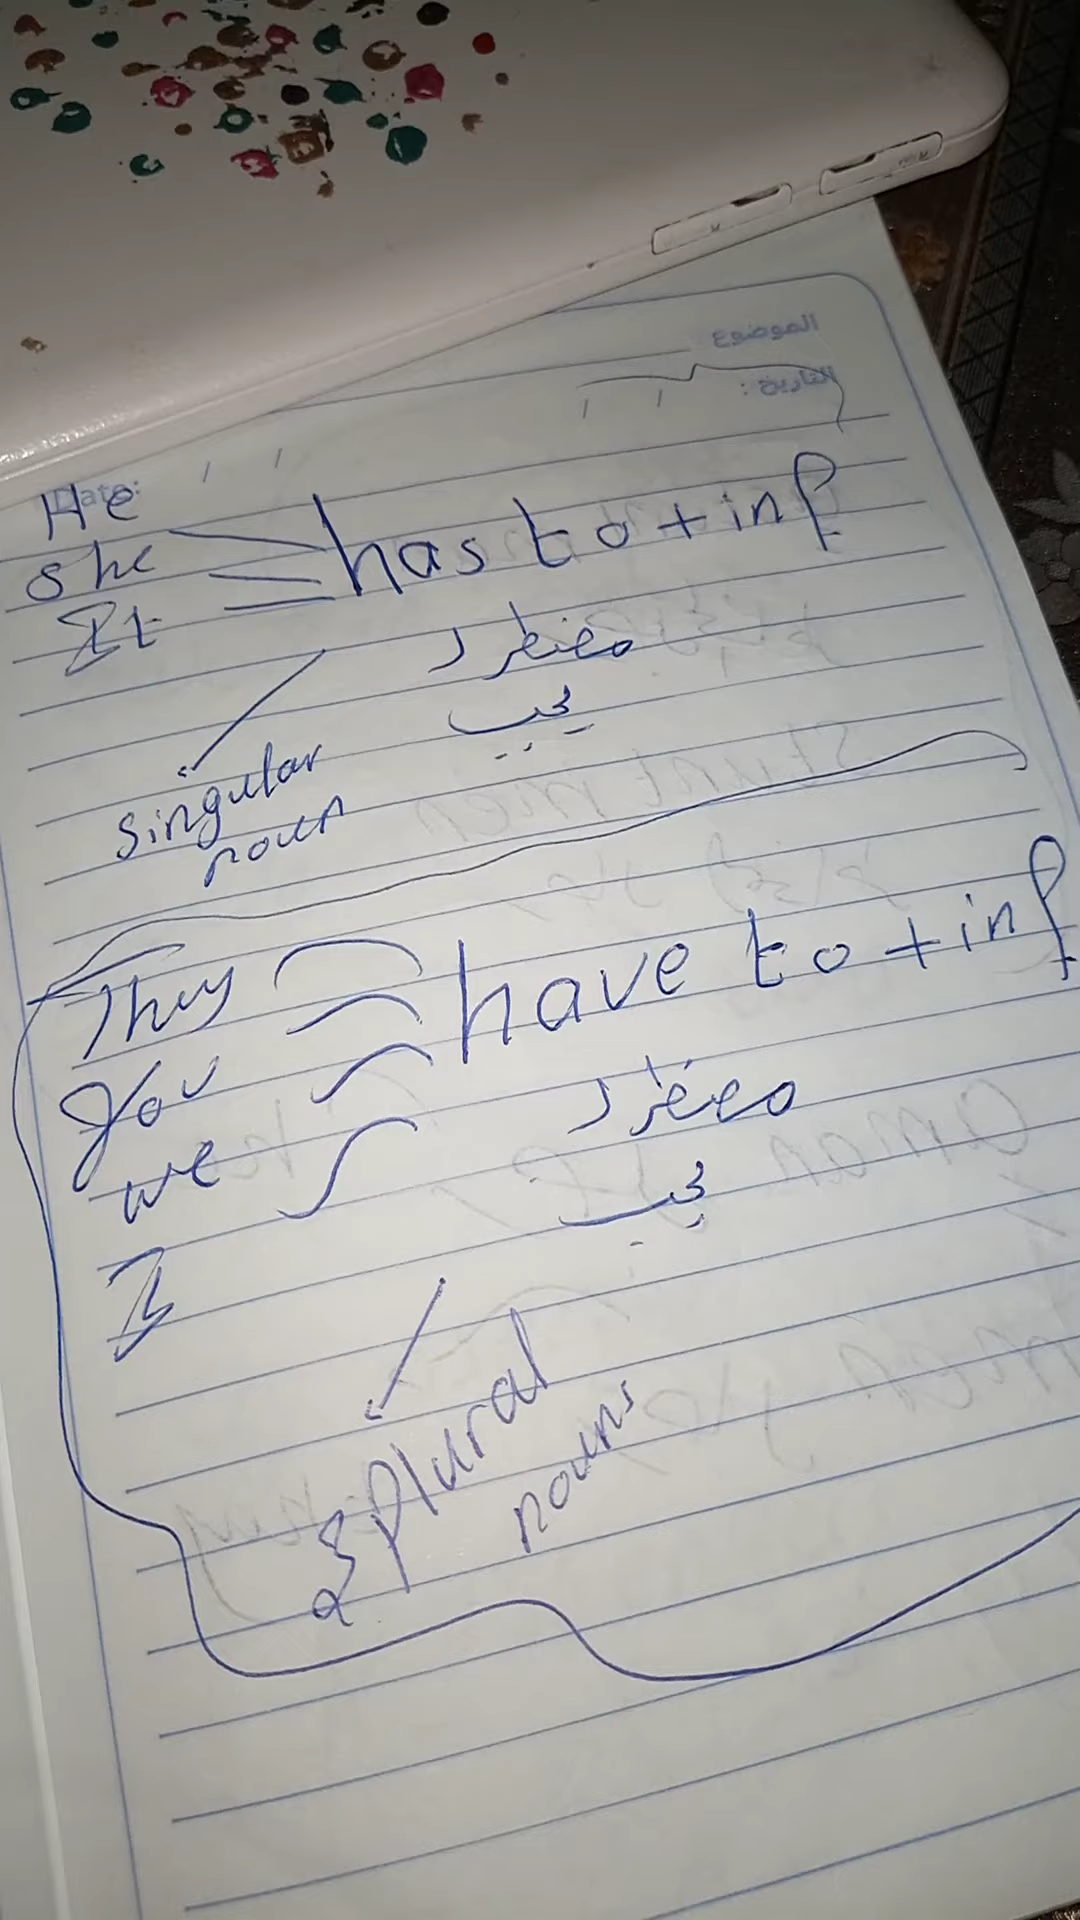 الموضوع
التاريخ :
Date:
He
she
It
has to + inf
مضطر
يجب
singular
noun
They
you
we
I
have to + inf
مضطر
يجب
plural
nouns